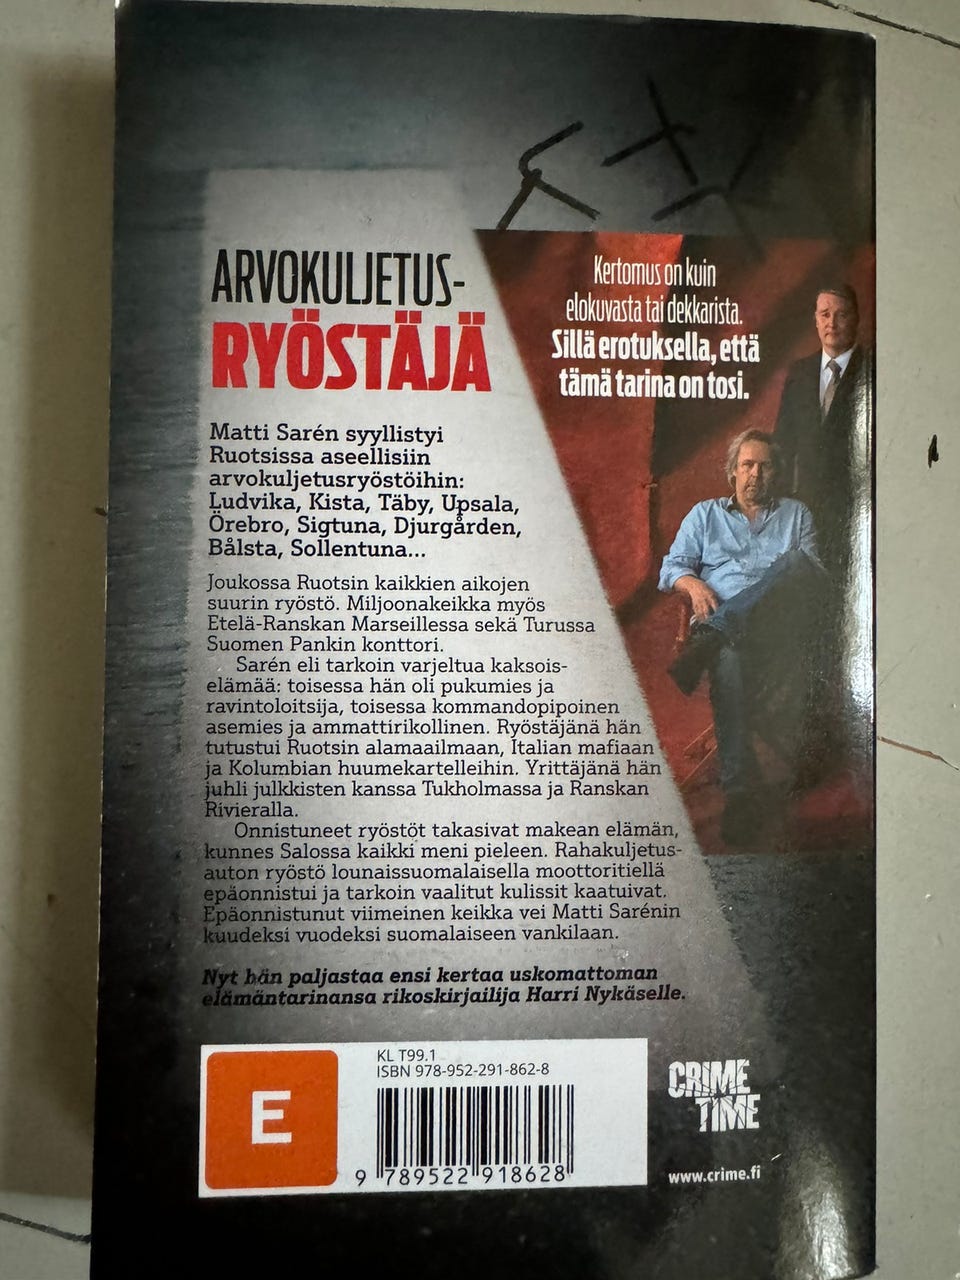 ARVOKULJETUS-
RYÖSTÄJÄ
Kertomus on kuin
elokuvasta tai dekkarista.
Sillä erotuksella, että
tämä tarina on tosi.
Matti Sarén syyllistyi
Ruotsissa aseellisiin
arvokuljetusryöstöihin:
Ludvika, Kista, Täby, Upsala,
Örebro, Sigtuna, Djurgården,
Bålsta, Sollentuna...
Joukossa Ruotsin kaikkien aikojen
suurin ryöstö. Miljoonakeikka myös
Etelä-Ranskan Marseillessa sekä Turussa
Suomen Pankin konttori.
Sarén eli tarkoin varjeltua kaksois-
elämää: toisessa hän oli pukumies ja
ravintoloitsija, toisessa kommandopipoinen
asemies ja ammattirikollinen. Ryöstäjänä hän
tutustui Ruotsin alamaailmaan, Italian mafiaan
ja Kolumbian huumekartelleihin. Yrittäjänä hän
juhli julkkisten kanssa Tukholmassa ja Ranskan
Rivieralla.
Onnistuneet ryöstöt takasivat makean elämän,
kunnes Salossa kaikki meni pieleen. Rahakuljetus-
auton ryöstö lounaissuomalaisella moottoritiellä
epäonnistui ja tarkoin vaalitut kulissit kaatuivat.
Epäonnistunut viimeinen keikka vei Matti Sarénin
kuudeksi vuodeksi suomalaiseen vankilaan.
Nyt hän paljastaa ensi kertaa uskomattoman
elämäntarinansa rikoskirjailija Harri Nykäselle.
E
KL T99.1
ISBN 978-952-291-862-8
9 789522 918628
CRIME
TIME
www.crime.fi